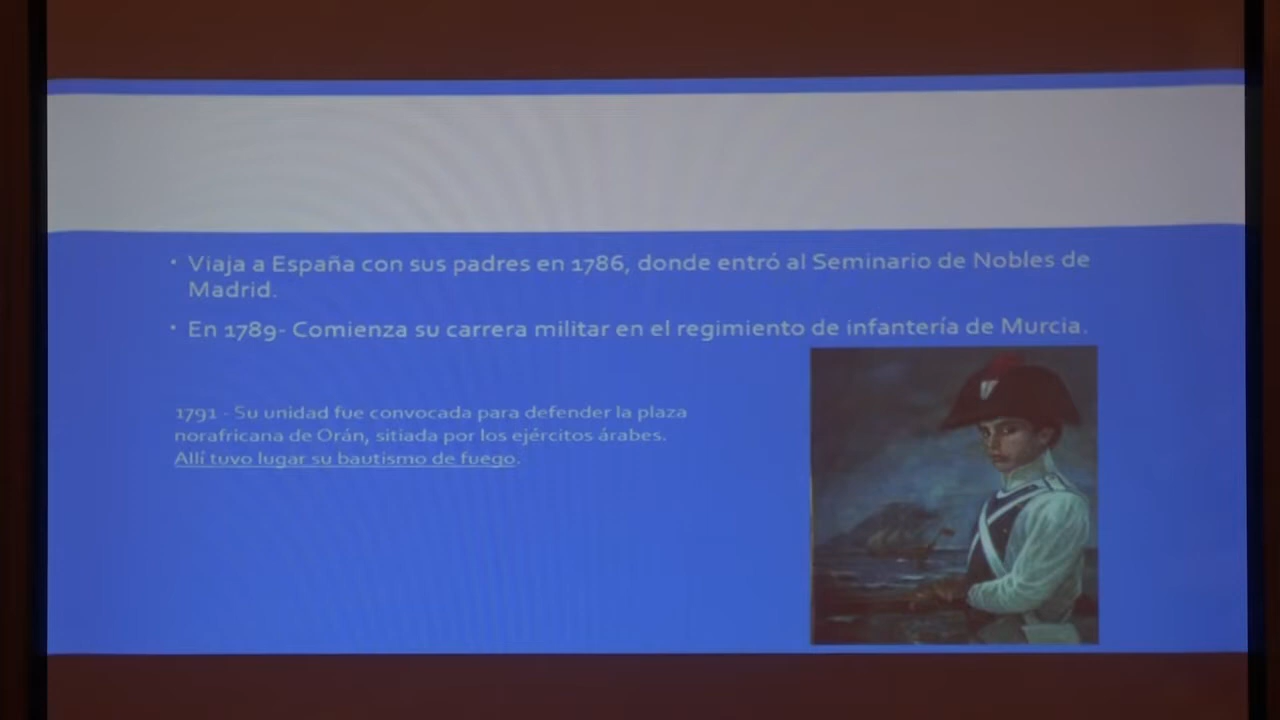 • Viaja a España con sus padres en 1786, donde entró al Seminario de Nobles de
Madrid.
• En 1789- Comienza su carrera militar en el regimiento de infantería de Murcia.
1791 - Su unidad fue convocada para defender la plaza
norafricana de Orán, sitiada por los ejércitos árabes.
Allí tuvo lugar su bautismo de fuego.